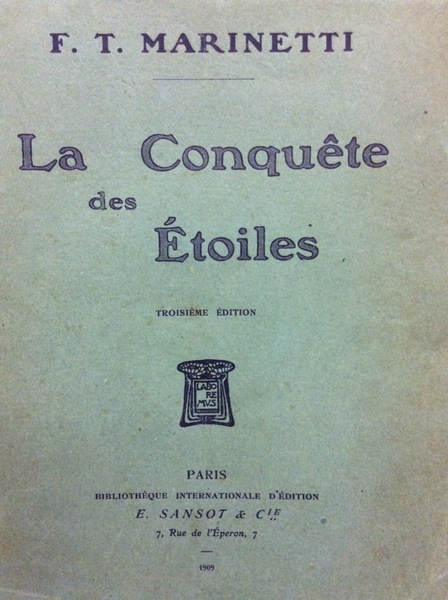 F. T. MARINETTI
La Conquête
des
Étoiles
TROISIÈME ÉDITION
LABO
RE
MVS
PARIS
BIBLIOTHÈQUE INTERNATIONALE D'ÉDITION
E. SANSOT & CIE
7, Rue de l'Éperon, 7
1909